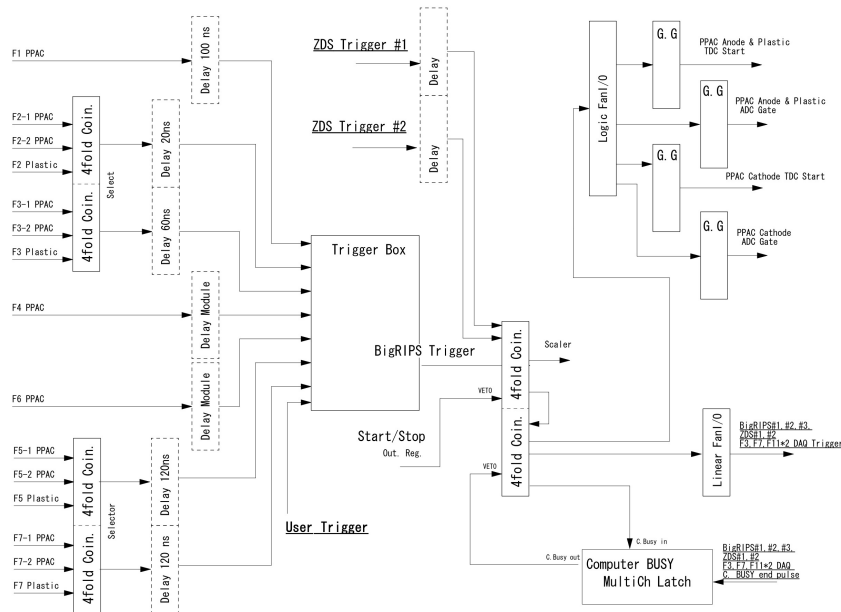 F1 PPAC
Delay 100 ns
F2-1 PPAC
F2-2 PPAC
F2 Plastic
4fold Coin.
Select
Delay 20ns
F3-1 PPAC
F3-2 PPAC
F3 Plastic
4fold Coin.
Delay 60ns
F4 PPAC
Delay Module
F6 PPAC
Delay Module
F5-1 PPAC
F5-2 PPAC
F5 Plastic
4fold Coin.
Selector
Delay 120ns
F7-1 PPAC
F7-2 PPAC
F7 Plastic
4fold Coin.
Delay 120 ns
ZDS Trigger #1
Delay
ZDS Trigger #2
Delay
Trigger Box
BigRIPS Trigger
User Trigger
Start/Stop
Out. Reg.
VETO
4fold Coin.
Scaler
VETO
4fold Coin.
Logic FanI/O
G.G
PPAC Anode & Plastic
TDC Start
G.G
PPAC Anode & Plastic
ADC Gate
G.G
PPAC Cathode TDC Start
G.G
PPAC Cathode
ADC Gate
Linear FanI/O
BigRIPS#1, #2, #3,
ZDS#1, #2
F3, F7, F11*2 DAQ Trigger
C.Busy in
C.Busy out
Computer BUSY
MultiCh Latch
BigRIPS#1, #2, #3,
ZDS#1, #2
F3, F7, F11*2 DAQ
C. BUSY end pulse